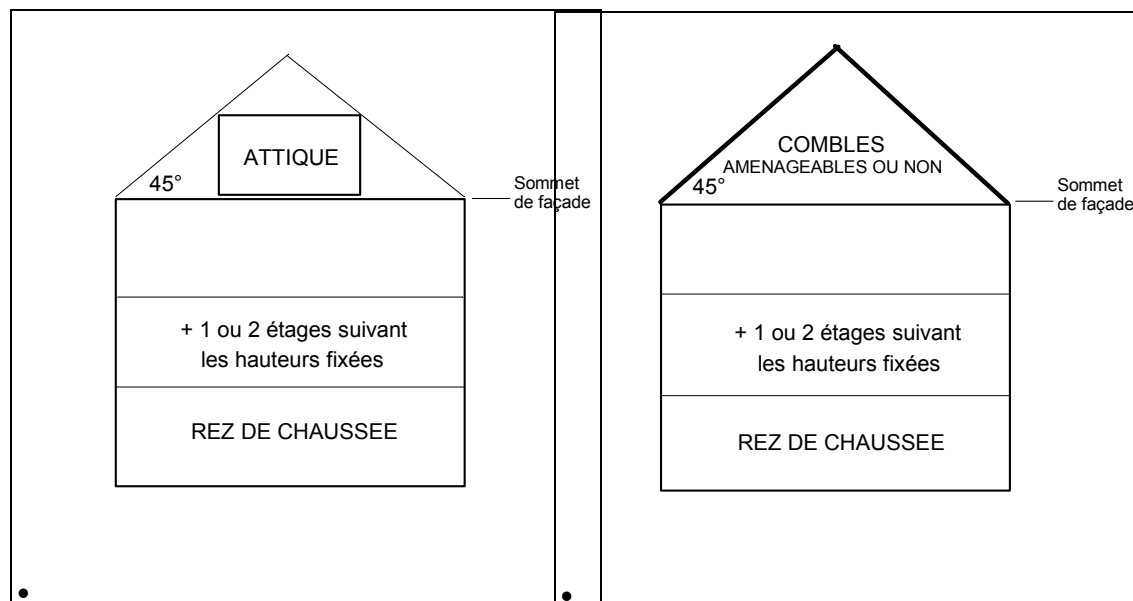 ATTIQUE
45°
Sommet
de façade
+ 1 ou 2 étages suivant
les hauteurs fixées
REZ DE CHAUSSEE
•
COMBLES
AMENAGEABLES OU NON
45°
Sommet
de façade
+ 1 ou 2 étages suivant
les hauteurs fixées
REZ DE CHAUSSEE
•